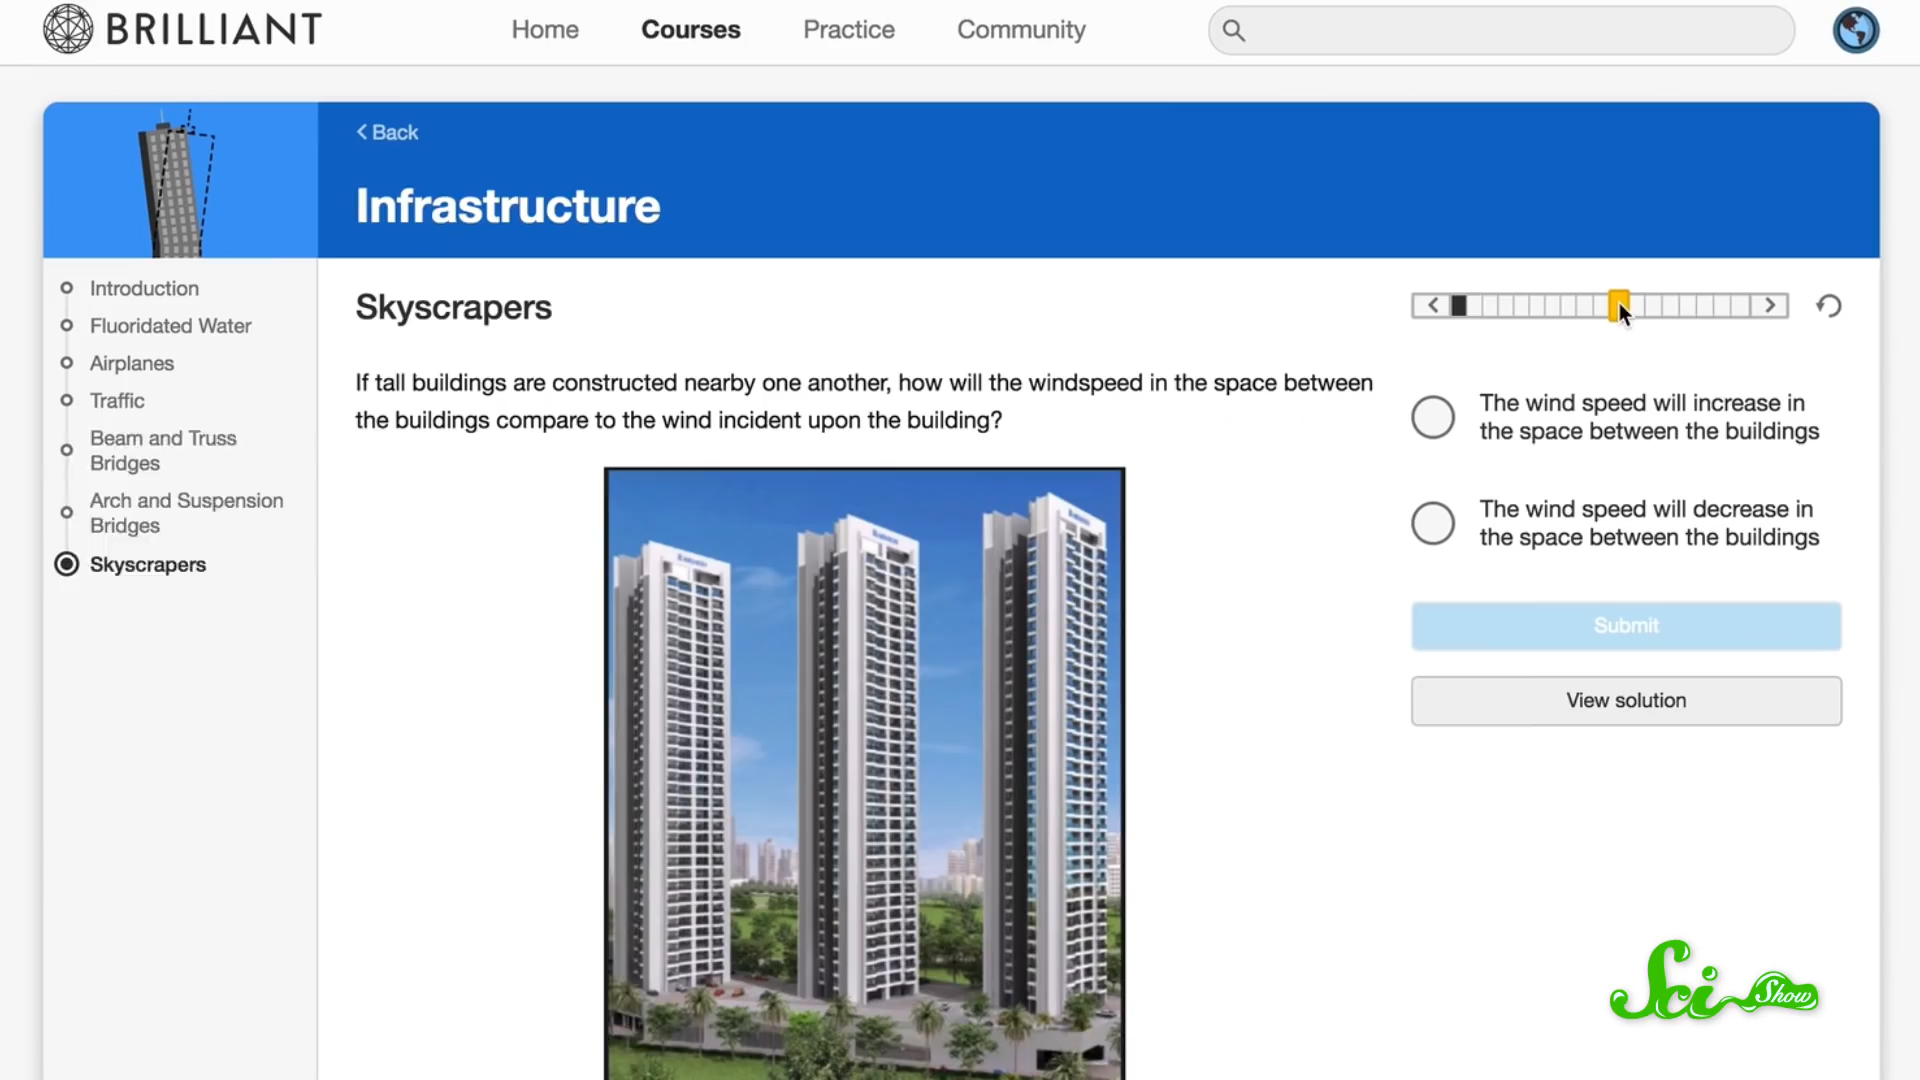 BRILLIANT
Home
Courses
Practice
Community
Back
Infrastructure
Introduction
Fluoridated Water
Airplanes
Traffic
Beam and Truss
Bridges
Arch and Suspension
Bridges
Skyscrapers
Skyscrapers
If tall buildings are constructed nearby one another, how will the windspeed in the space between
the buildings compare to the wind incident upon the building?
The wind speed will increase in
the space between the buildings
The wind speed will decrease in
the space between the buildings
Submit
View solution
Sci Show